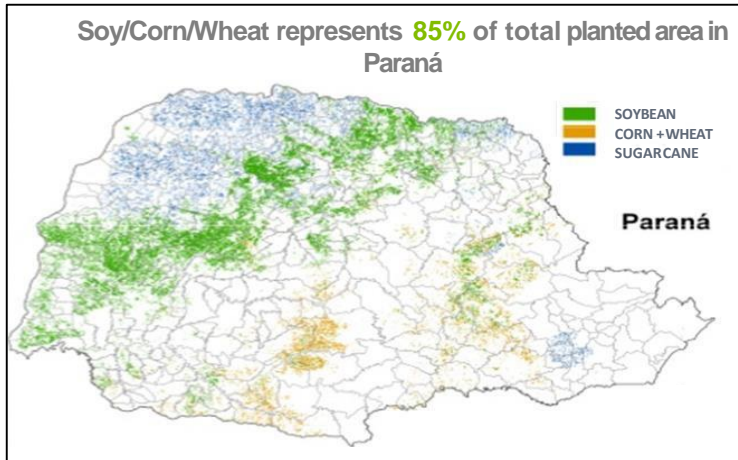 Soy/Corn/Wheat represents 85% of total planted area in
Paraná
SOYBEAN
CORN +WHEAT
SUGARCANE
Paraná